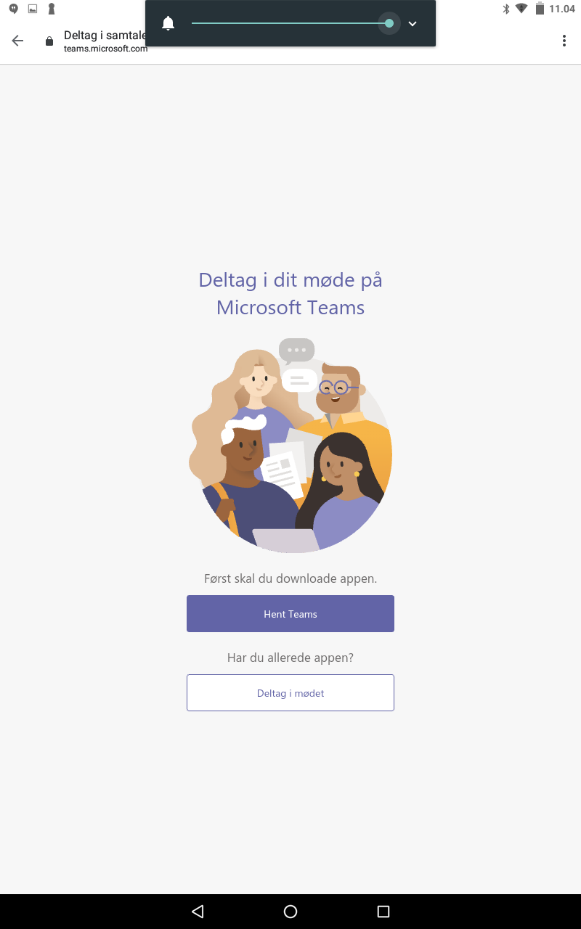 11.04
Deltag i samtale
teams.microsoft.com
Deltag i dit møde på
Microsoft Teams
Først skal du downloade appen.
Hent Teams
Har du allerede appen?
Deltag i mødet